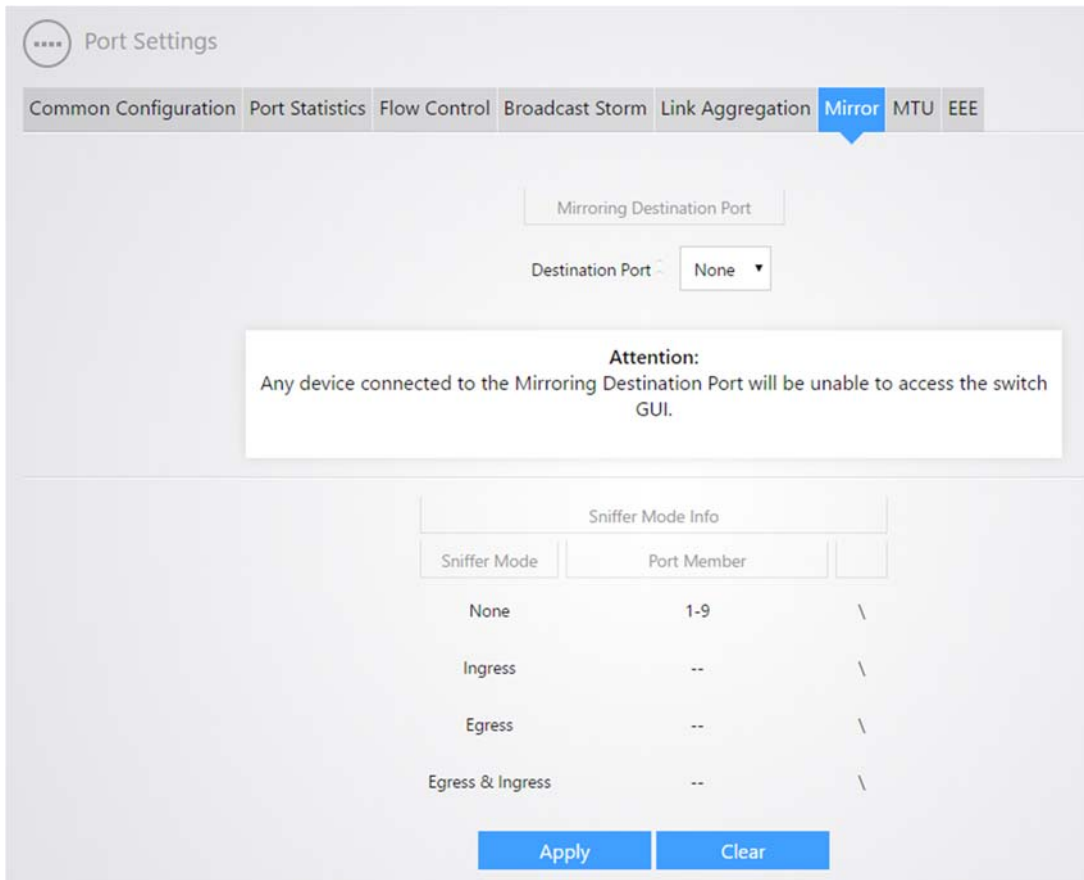 Port Settings
Common Configuration Port Statistics Flow Control Broadcast Storm Link Aggregation Mirror MTU EEE
Mirroring Destination Port
Destination Port : None
Attention:
Any device connected to the Mirroring Destination Port will be unable to access the switch
GUI.
Sniffer Mode Info
Sniffer Mode Port Member
None 1-9 \
Ingress -- \
Egress -- \
Egress & Ingress -- \
Apply Clear